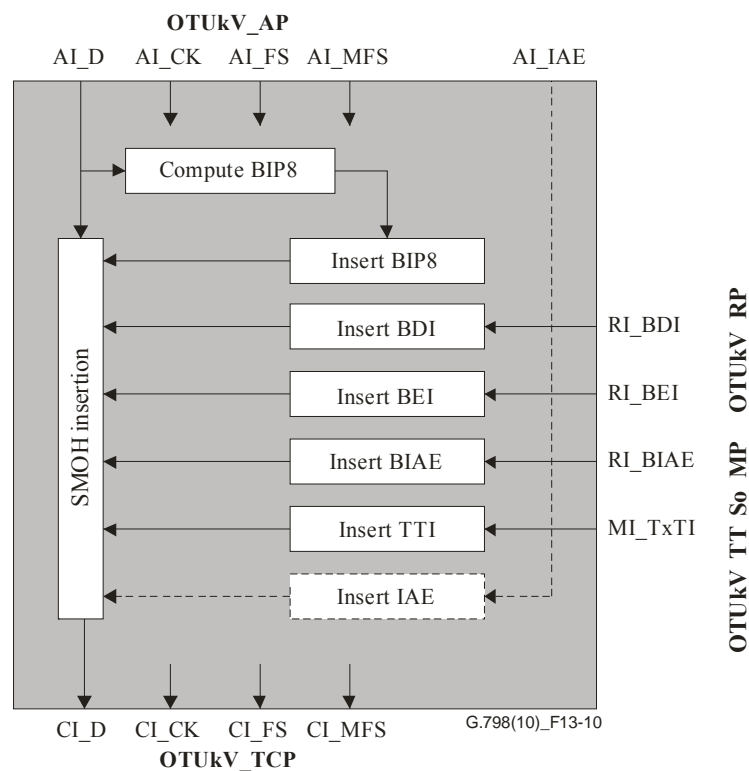 OTUkV_AP
AI_D AI_CK AI_FS AI_MFS AI_IAE
Compute BIP8
Insert BIP8
Insert BDI
RI_BDI
Insert BEI
RI_BEI
Insert BIAE
RI_BIAE
Insert TTI
MI_TxTI
Insert IAE
SMOH insertion
OTUkV RP
OTUkV TT So MP
CI_D CI_CK CI_FS CI_MFS
G.798(10)_F13-10
OTUkV_TCP